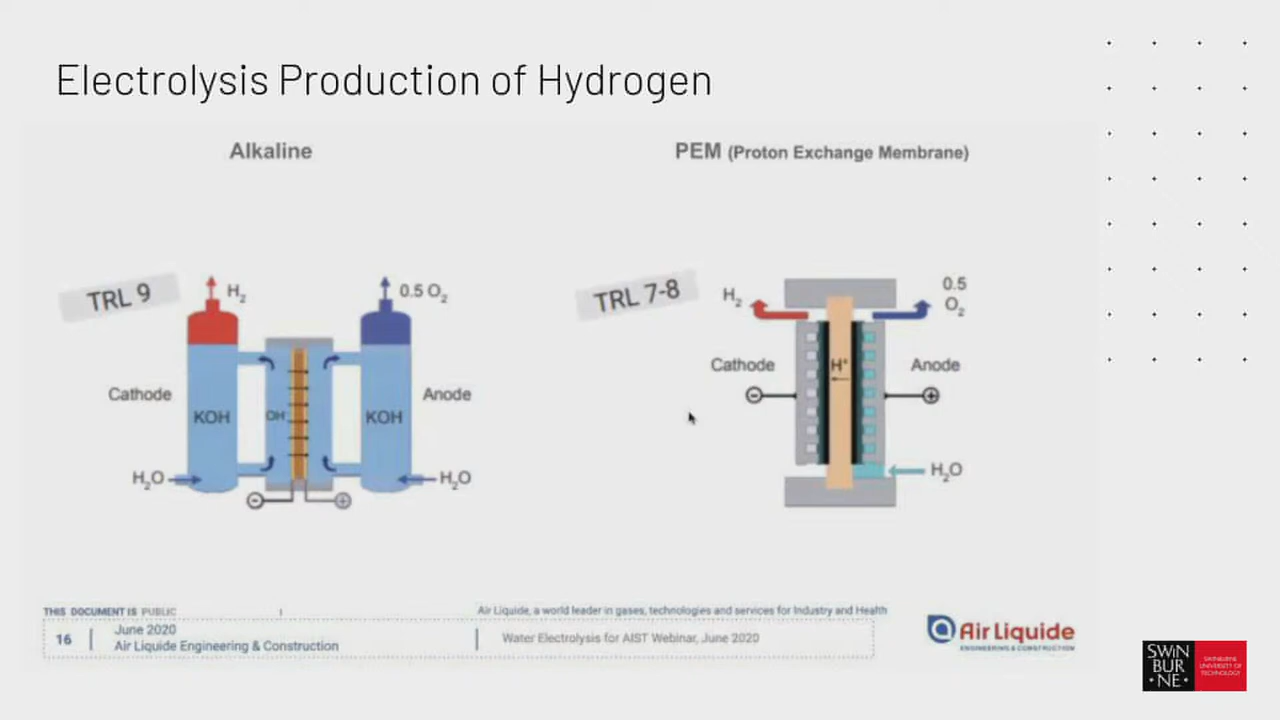 Electrolysis Production of Hydrogen
Alkaline
PEM (Proton Exchange Membrane)
TRL 9
H₂
0.5 O₂
Cathode
KOH
OH⁻
KOH
Anode
H₂O
H₂O
TRL 7-8
H₂
0.5
O₂
Cathode
H⁺
Anode
H₂O
THIS DOCUMENT IS PUBLIC
Air Liquide, a world leader in gases, technologies and services for Industry and Health
16
June 2020
Air Liquide Engineering & Construction
Water Electrolysis for AIST Webinar, June 2020
Air Liquide
ENGINEERING & CONSTRUCTION
SWIN
BUR
NE
SWINBURNE
UNIVERSITY OF
TECHNOLOGY